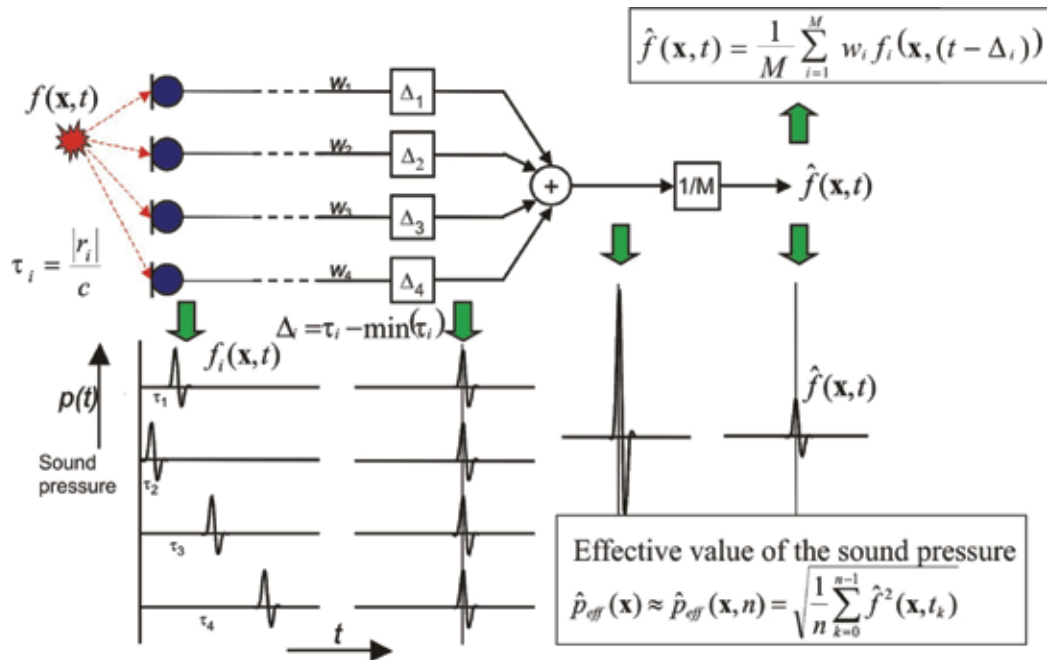 f̂(x,t) = 1/M ∑_{i=1}^{M} w_i f_i(x,(t − Δ_i))
f(x,t)
w₁
Δ₁
w₂
Δ₂
+
1/M
f̂(x,t)
w₃
Δ₃
τ_i = |r_i|/c
w₄
Δ₄
Δ_i = τ_i − min(τ_i)
f_i(x,t)
p(t)
τ₁
f̂(x,t)
Sound
pressure
τ₂
τ₃
Effective value of the sound pressure
p̂_eff(x) ≈ p̂_eff(x,n) = √(1/n ∑_{k=0}^{n−1} f̂²(x,t_k))
τ₄
t